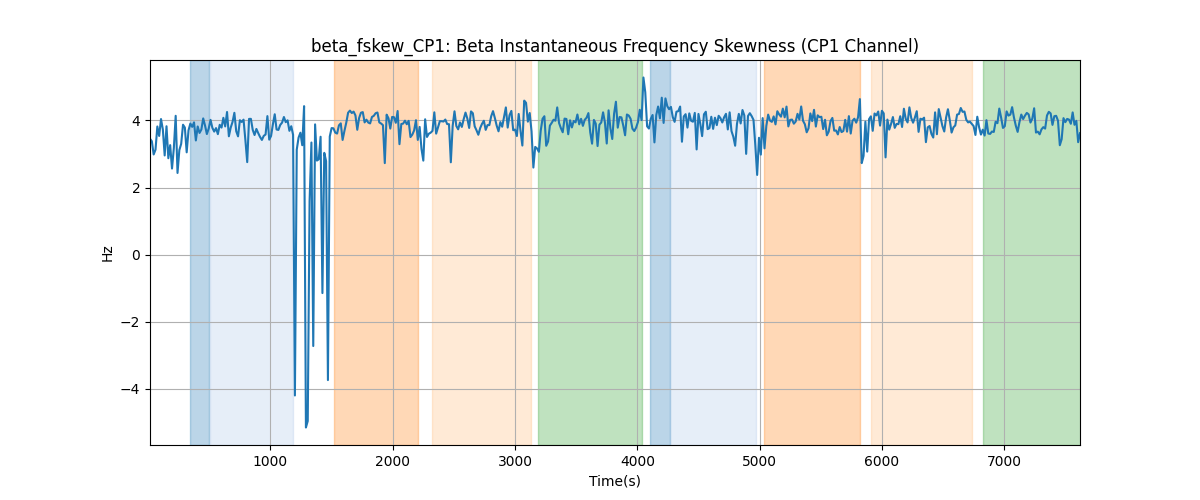 beta_fskew_CP1: Beta Instantaneous Frequency Skewness (CP1 Channel)
4
2
0
−2
−4
Hz
1000 2000 3000 4000 5000 6000 7000
Time(s)